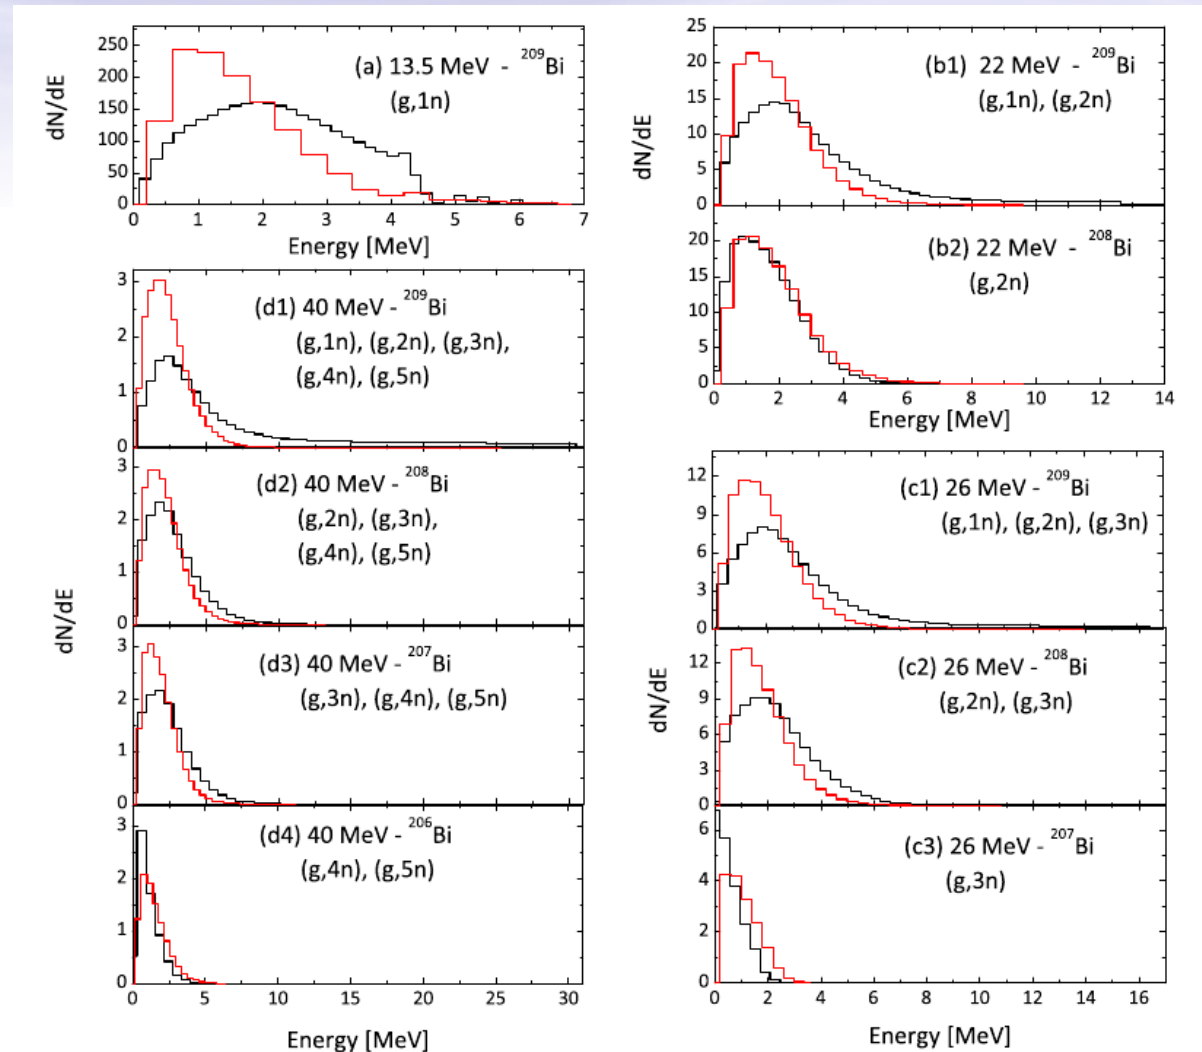 (a) 13.5 MeV - 209Bi
(g,1n)
dN/dE
250
200
150
100
50
0
0 1 2 3 4 5 6 7
Energy [MeV]
(b1) 22 MeV - 209Bi
(g,1n), (g,2n)
dN/dE
25
20
15
10
5
0
(b2) 22 MeV - 208Bi
(g,2n)
20
15
10
5
0
0 2 4 6 8 10 12 14
Energy [MeV]
(d1) 40 MeV - 209Bi
(g,1n), (g,2n), (g,3n),
(g,4n), (g,5n)
3
2
1
0
(d2) 40 MeV - 208Bi
(g,2n), (g,3n),
(g,4n), (g,5n)
3
2
1
0
dN/dE
(d3) 40 MeV - 207Bi
(g,3n), (g,4n), (g,5n)
3
2
1
0
(d4) 40 MeV - 206Bi
(g,4n), (g,5n)
3
2
1
0
0 5 10 15 20 25 30
Energy [MeV]
(c1) 26 MeV - 209Bi
(g,1n), (g,2n), (g,3n)
12
9
6
3
0
(c2) 26 MeV - 208Bi
(g,2n), (g,3n)
dN/dE
12
9
6
3
0
(c3) 26 MeV - 207Bi
(g,3n)
6
4
2
0
0 2 4 6 8 10 12 14 16
Energy [MeV]